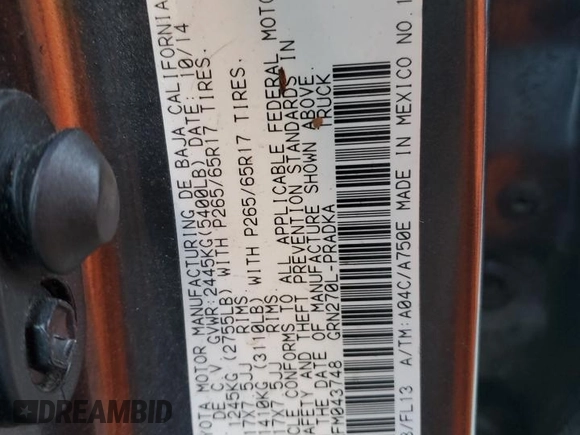 YOTA MOTOR MANUFACTURING DE BAJA CALIFORNIA
DE C.V. DATE: 10/14
GVWR:2445KG(5400LB)
1245KG (2755LB) WITH P265/65R17 TIRES.
17X7.5JJ RIMS
1410KG (3110LB) WITH P265/65R17 TIRES.
17X7.5JJ RIMS
CLE CONFORMS TO ALL APPLICABLE FEDERAL MOTOR
SAFETY AND THEFT PREVENTION STANDARDS IN
THE DATE OF MANUFACTURE SHOWN ABOVE.
FM043748 TRUCK
GRN270L-PRADKA
/FL13 A/TM: A04C/A750E MADE IN MEXICO NO.
DREAMBID